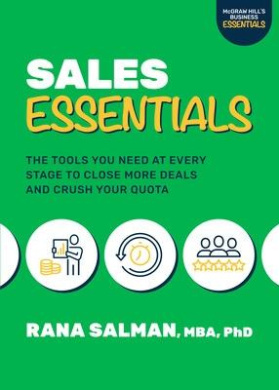 McGRAW HILL'S
BUSINESS
ESSENTIALS
SALES
ESSENTIALS
THE TOOLS YOU NEED AT EVERY
STAGE TO CLOSE MORE DEALS
AND CRUSH YOUR QUOTA
RANA SALMAN, MBA, PhD